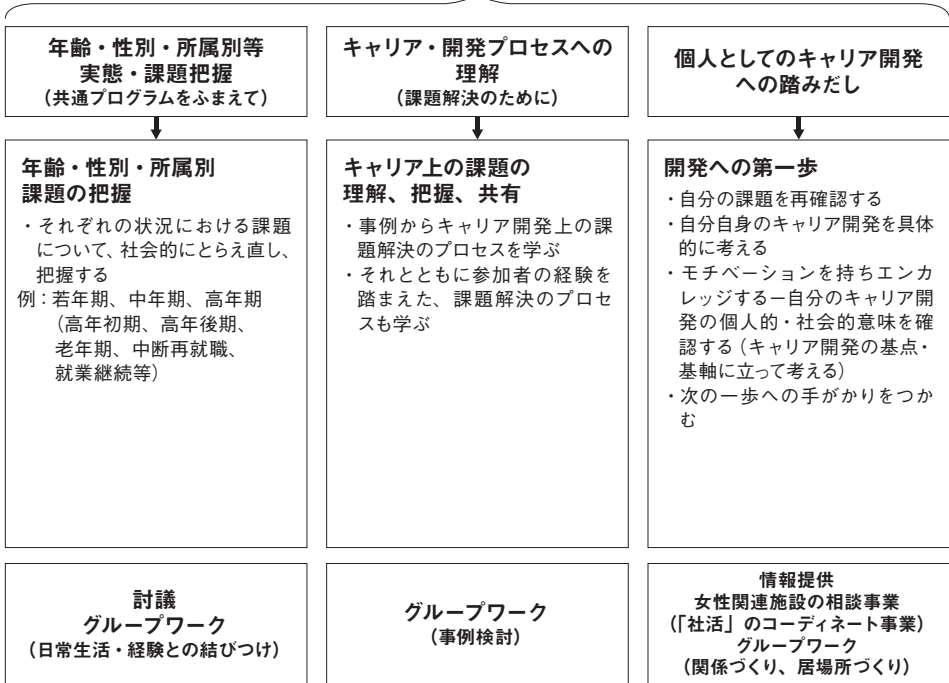 年齢・性別・所属別等
実態・課題把握
（共通プログラムをふまえて）
キャリア・開発プロセスへの
理解
（課題解決のために）
個人としてのキャリア開発
への踏みだし
年齢・性別・所属別
課題の把握
・それぞれの状況における課題
について、社会的にとらえ直し、
把握する
例：若年期、中年期、高年期
（高年初期、高年後期、
老年期、中断再就職、
就業継続等）
キャリア上の課題の
理解、把握、共有
・事例からキャリア開発上の課
題解決のプロセスを学ぶ
・それとともに参加者の経験を
踏まえた、課題解決のプロセ
スも学ぶ
開発への第一歩
・自分の課題を再確認する
・自分自身のキャリア開発を具体
的に考える
・モチベーションを持ちエンカ
レッジする－自分のキャリア開
発の個人的・社会的意味を確
認する（キャリア開発の基点・
基軸に立って考える）
・次の一歩への手がかりをつか
む
討議
グループワーク
（日常生活・経験との結びつけ）
グループワーク
（事例検討）
情報提供
女性関連施設の相談事業
（「社活」のコーディネート事業）
グループワーク
（関係づくり、居場所づくり）